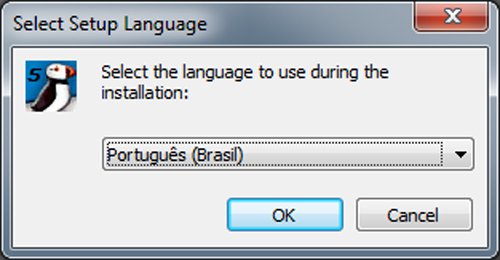 Select Setup Language
5
Select the language to use during the
installation:
Português (Brasil)
OK
Cancel